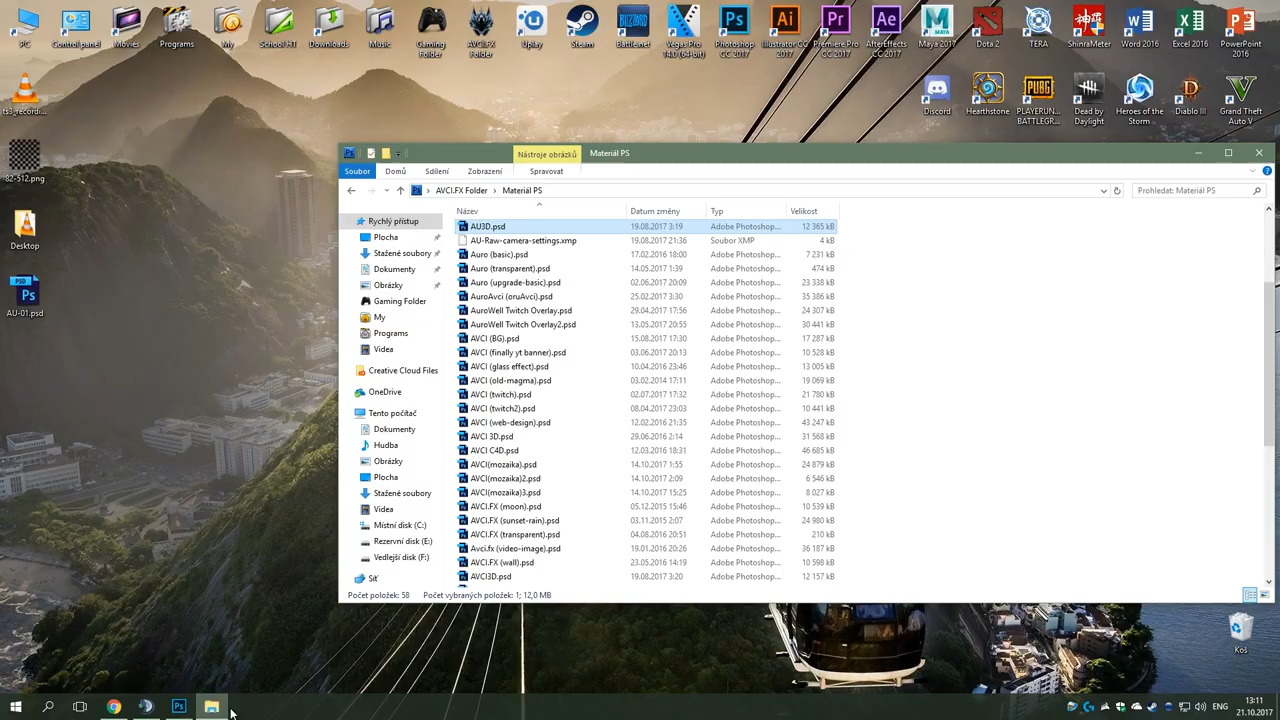 PC
Control panel
Movies
Programs
My
School HT
Downloads
Music
Gaming Folder
AVCI.FX Folder
Uplay
Steam
Battle.net
Vegas Pro 14.0 (64-bit)
Photoshop CC 2017
Illustrator CC 2017
Premiere Pro CC 2017
AfterEffects CC 2017
Maya 2017
Dota 2
TERA
ShinraMeter
Word 2016
Excel 2016
PowerPoint 2016
ts3_recordi...
Discord
Hearthstone
PLAYERUN... BATTLEGR...
Dead by Daylight
Heroes of the Storm
Diablo III
Grand Theft Auto V
82-512.png
Desktop
AU-01.psd
Nástroje obrázků
Materiál PS
Soubor
Domů
Sdílení
Zobrazení
Spravovat
AVCI.FX Folder › Materiál PS
Prohledat: Materiál PS
Rychlý přístup
Plocha
Stažené soubory
Dokumenty
Obrázky
Gaming Folder
My
Programs
Videa
Creative Cloud Files
OneDrive
Tento počítač
Dokumenty
Hudba
Obrázky
Plocha
Stažené soubory
Videa
Místní disk (C:)
Rezervní disk (E:)
Vedlejší disk (F:)
Síť
Název Datum změny Typ Velikost
AU3D.psd 19.08.2017 3:19 Adobe Photoshop... 12 365 kB
AU-Raw-camera-settings.xmp 19.08.2017 21:36 Soubor XMP 4 kB
Auro (basic).psd 17.02.2016 18:00 Adobe Photoshop... 7 231 kB
Auro (transparent).psd 14.05.2017 1:39 Adobe Photoshop... 474 kB
Auro (upgrade-basic).psd 02.06.2017 20:09 Adobe Photoshop... 23 338 kB
AuroAvci (oruAvci).psd 25.02.2017 3:30 Adobe Photoshop... 35 386 kB
AuroWell Twitch Overlay.psd 29.04.2017 17:56 Adobe Photoshop... 24 307 kB
AuroWell Twitch Overlay2.psd 13.05.2017 20:55 Adobe Photoshop... 30 441 kB
AVCI (BG).psd 15.08.2017 17:30 Adobe Photoshop... 17 287 kB
AVCI (finally yt banner).psd 03.06.2017 20:13 Adobe Photoshop... 10 528 kB
AVCI (glass effect).psd 10.04.2016 23:46 Adobe Photoshop... 13 005 kB
AVCI (old-magma).psd 03.02.2014 17:11 Adobe Photoshop... 19 069 kB
AVCI (twitch).psd 02.07.2017 17:32 Adobe Photoshop... 21 780 kB
AVCI (twitch2).psd 08.04.2017 23:03 Adobe Photoshop... 10 441 kB
AVCI (web-design).psd 12.02.2016 21:35 Adobe Photoshop... 43 247 kB
AVCI 3D.psd 29.06.2016 2:14 Adobe Photoshop... 31 568 kB
AVCI C4D.psd 12.03.2016 18:31 Adobe Photoshop... 46 685 kB
AVCI(mozaika).psd 14.10.2017 1:55 Adobe Photoshop... 24 879 kB
AVCI(mozaika)2.psd 14.10.2017 2:09 Adobe Photoshop... 6 546 kB
AVCI(mozaika)3.psd 14.10.2017 15:25 Adobe Photoshop... 8 027 kB
AVCI.FX (moon).psd 05.12.2015 15:46 Adobe Photoshop... 10 539 kB
AVCI.FX (sunset-rain).psd 03.11.2015 2:07 Adobe Photoshop... 24 980 kB
AVCI.FX (transparent).psd 04.08.2016 20:51 Adobe Photoshop... 210 kB
Avci.fx (video-image).psd 19.01.2016 20:26 Adobe Photoshop... 36 187 kB
AVCI.FX (wall).psd 23.05.2016 14:19 Adobe Photoshop... 10 598 kB
AVCI3D.psd 19.08.2017 3:20 Adobe Photoshop... 12 157 kB
Počet položek: 58 Počet vybraných položek: 1; 12,0 MB
Koš
ENG
13:11
21.10.2017